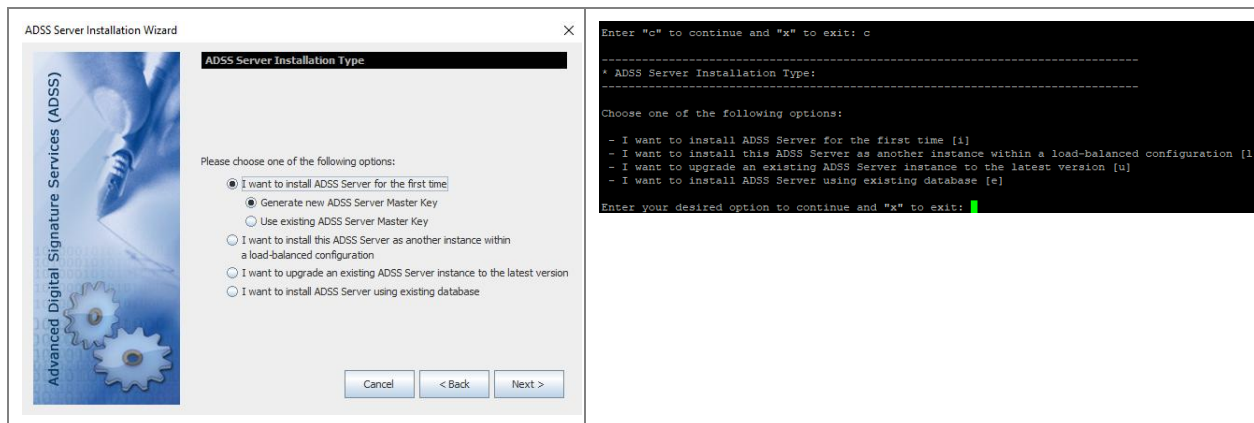 ADSS Server Installation Wizard
Advanced Digital Signature Services (ADSS)
ADSS Server Installation Type
Please choose one of the following options:
I want to install ADSS Server for the first time
Generate new ADSS Server Master Key
Use existing ADSS Server Master Key
I want to install this ADSS Server as another instance within
a load-balanced configuration
I want to upgrade an existing ADSS Server instance to the latest version
I want to install ADSS Server using existing database
Cancel
< Back
Next >
Enter "c" to continue and "x" to exit: c
--------------------------------------------------------------------------------
* ADSS Server Installation Type:
--------------------------------------------------------------------------------
Choose one of the following options:
- I want to install ADSS Server for the first time [i]
- I want to install this ADSS Server as another instance within a load-balanced configuration [l
- I want to upgrade an existing ADSS Server instance to the latest version [u]
- I want to install ADSS Server using existing database [e]
Enter your desired option to continue and "x" to exit: